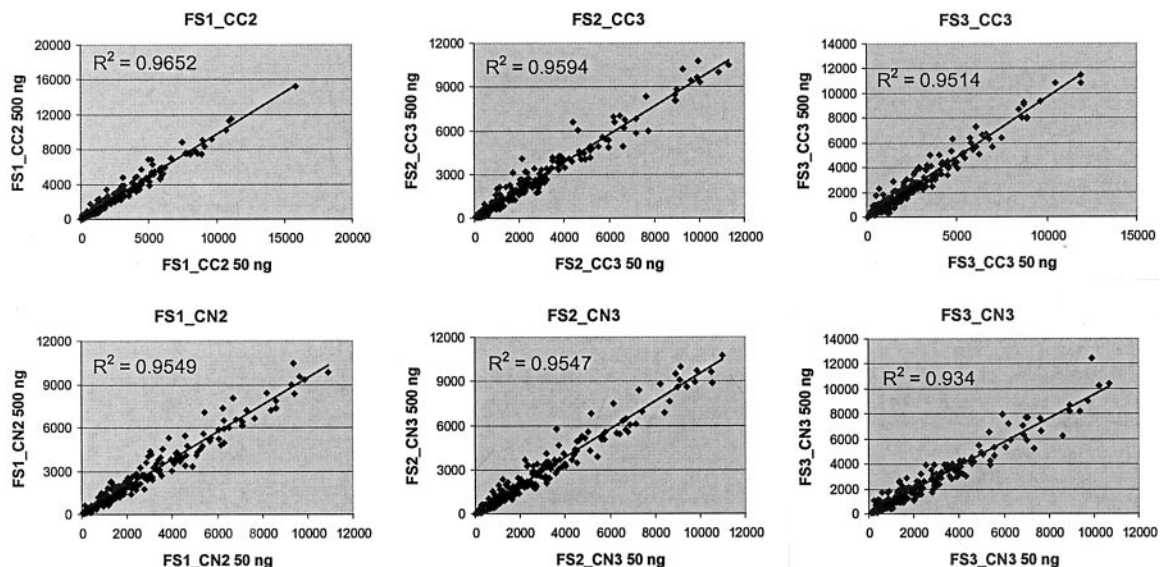 FS1_CC2
20000
16000
12000
8000
4000
0
R² = 0.9652
FS1_CC2 500 ng
0 5000 10000 15000 20000
FS1_CC2 50 ng
FS2_CC3
12000
9000
6000
3000
0
R² = 0.9594
FS2_CC3 500 ng
0 2000 4000 6000 8000 10000 12000
FS2_CC3 50 ng
FS3_CC3
14000
12000
10000
8000
6000
4000
2000
0
R² = 0.9514
FS3_CC3 500 ng
0 5000 10000 15000
FS3_CC3 50 ng
FS1_CN2
12000
9000
6000
3000
0
R² = 0.9549
FS1_CN2 500 ng
0 2000 4000 6000 8000 10000 12000
FS1_CN2 50 ng
FS2_CN3
12000
9000
6000
3000
0
R² = 0.9547
FS2_CN3 500 ng
0 2000 4000 6000 8000 10000 12000
FS2_CN3 50 ng
FS3_CN3
14000
12000
10000
8000
6000
4000
2000
0
R² = 0.934
FS3_CN3 500 ng
0 2000 4000 6000 8000 10000 12000
FS3_CN3 50 ng